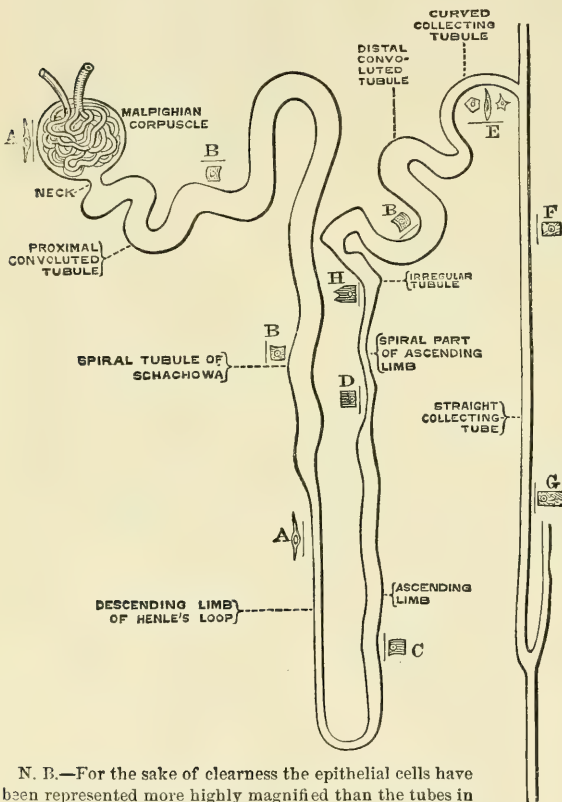 CURVED
COLLECTING
TUBULE
DISTAL
CONVO-
LUTED
TUBULE
MALPIGHIAN
CORPUSCLE
A
B
E
NECK
B
F
PROXIMAL
CONVOLUTED
TUBULE
H
IRREGULAR
TUBULE
B
SPIRAL TUBULE OF
SCHACHOWA
SPIRAL PART
OF ASCENDING
LIMB
D
STRAIGHT
COLLECTING
TUBE
G
A
DESCENDING LIMB
OF HENLE'S LOOP
ASCENDING
LIMB
C
N. B.—For the sake of clearness the epithelial cells have
been represented more highly magnified than the tubes in